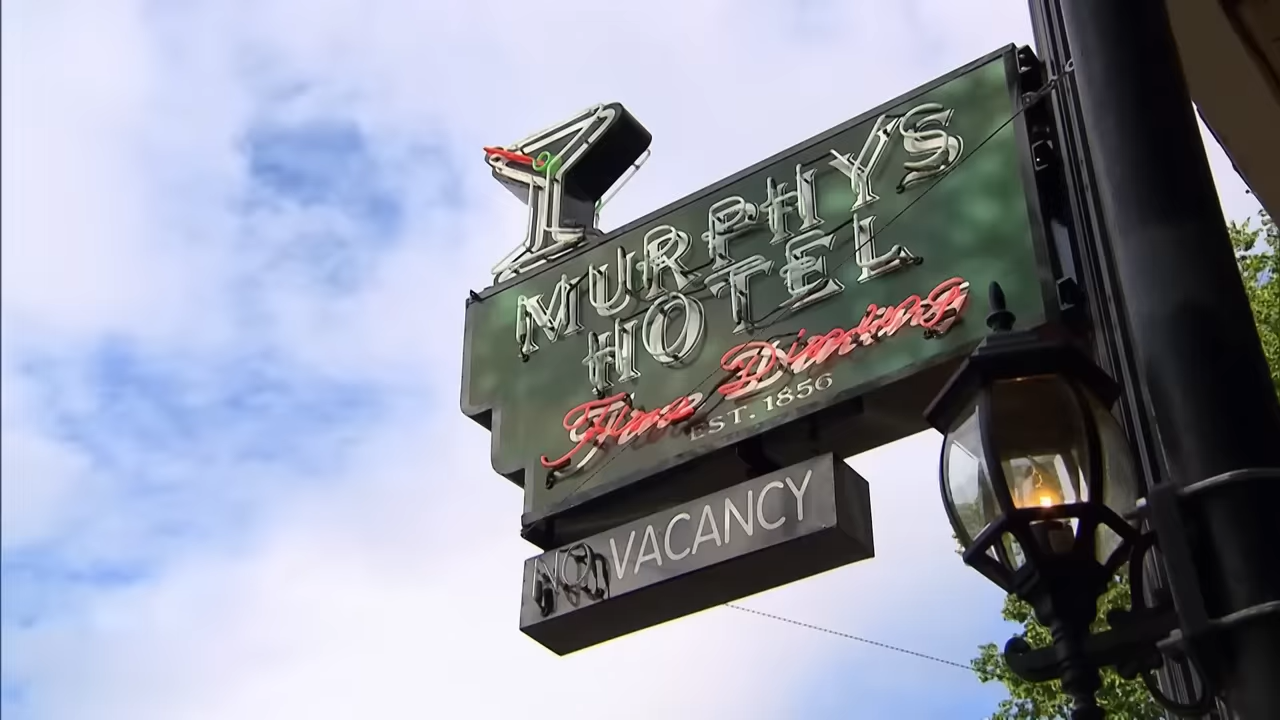 MURPHYS
HOTEL
Fine Dining
EST. 1856
NO VACANCY